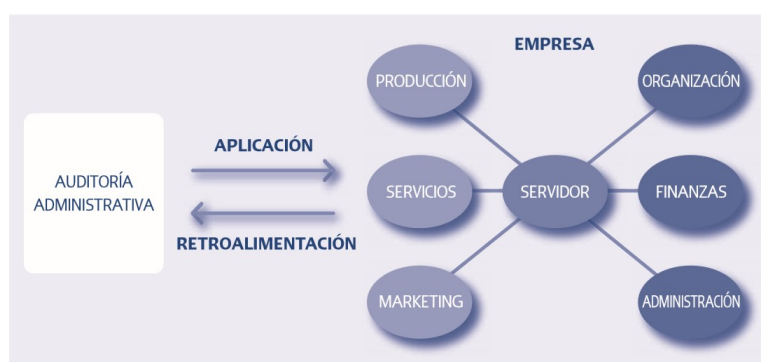 EMPRESA
PRODUCCIÓN
ORGANIZACIÓN
APLICACIÓN
AUDITORÍA
ADMINISTRATIVA
SERVICIOS
SERVIDOR
FINANZAS
RETROALIMENTACIÓN
MARKETING
ADMINISTRACIÓN